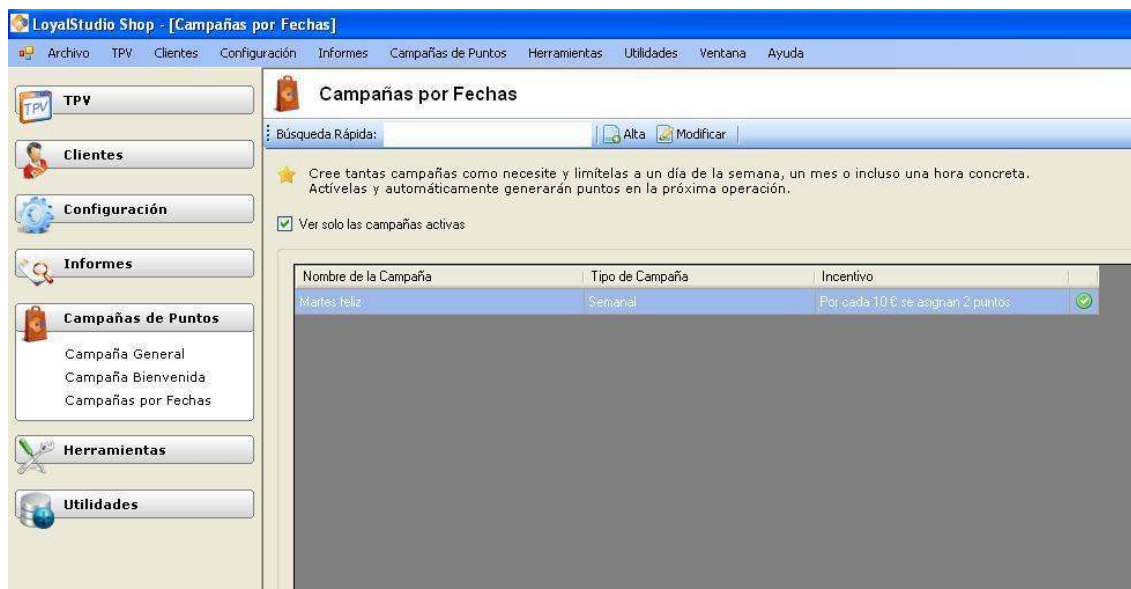 LoyalStudio Shop - [Campañas por Fechas]
Archivo TPV Clientes Configuración Informes Campañas de Puntos Herramientas Utilidades Ventana Ayuda
TPV
TPV
Clientes
Configuración
Informes
Campañas de Puntos
Campaña General
Campaña Bienvenida
Campañas por Fechas
Herramientas
Utilidades
Campañas por Fechas
Búsqueda Rápida: Alta Modificar
Cree tantas campañas como necesite y limítelas a un día de la semana, un mes o incluso una hora concreta.
Actívelas y automáticamente generarán puntos en la próxima operación.
Ver solo las campañas activas
Nombre de la Campaña Tipo de Campaña Incentivo
Martes feliz Semanal Por cada 10 € se asignan 2 puntos